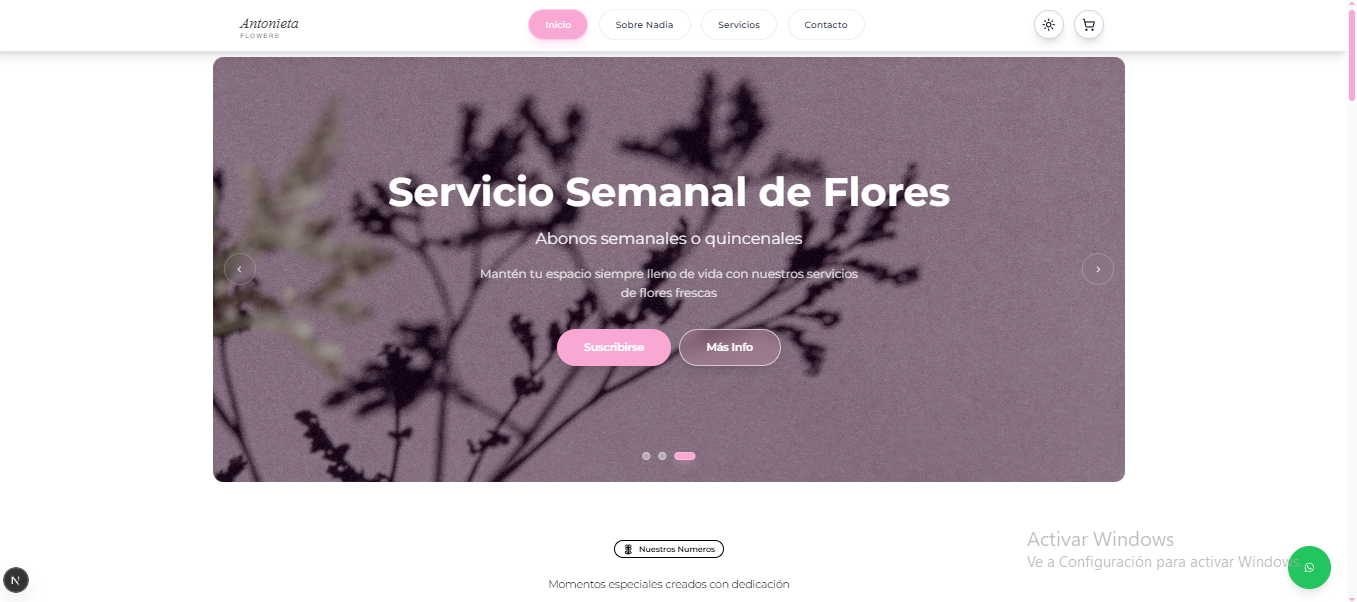 Antonieta
FLOWERS
Inicio
Sobre Nadia
Servicios
Contacto
Servicio Semanal de Flores
Abonos semanales o quincenales
Mantén tu espacio siempre lleno de vida con nuestros servicios
de flores frescas
Suscribirse
Más Info
Nuestros Numeros
Momentos especiales creados con dedicación
Activar Windows
Ve a Configuración para activar Windows.
N